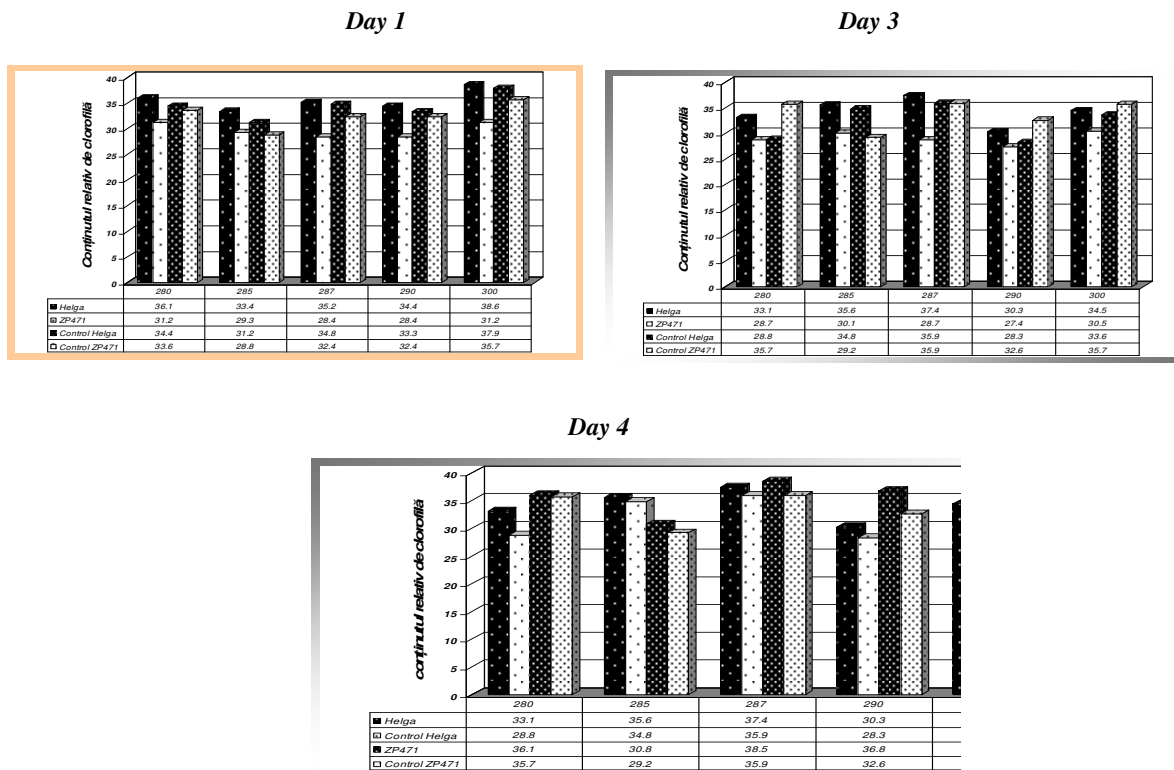 Day 1
Conţinutul relativ de clorofilă
40
35
30
25
20
15
10
5
0
280 285 287 290 300
Helga 36.1 33.4 35.2 34.4 38.6
ZP471 31.2 29.3 28.4 28.4 31.2
Control Helga 34.4 31.2 34.8 33.3 37.9
Control ZP471 33.6 28.8 32.4 32.4 35.7
Day 3
Conţinutul relativ de clorofilă
40
35
30
25
20
15
10
5
0
280 285 287 290 300
Helga 33.1 35.6 37.4 30.3 34.5
ZP471 28.7 30.1 28.7 27.4 30.5
Control Helga 28.8 34.8 35.9 28.3 33.6
Control ZP471 35.7 29.2 35.9 32.6 35.7
Day 4
conţinutul relativ de clorofilă
40
35
30
25
20
15
10
5
0
280 285 287 290
Helga 33.1 35.6 37.4 30.3
Control Helga 28.8 34.8 35.9 28.3
ZP471 36.1 30.8 38.5 36.8
Control ZP471 35.7 29.2 35.9 32.6